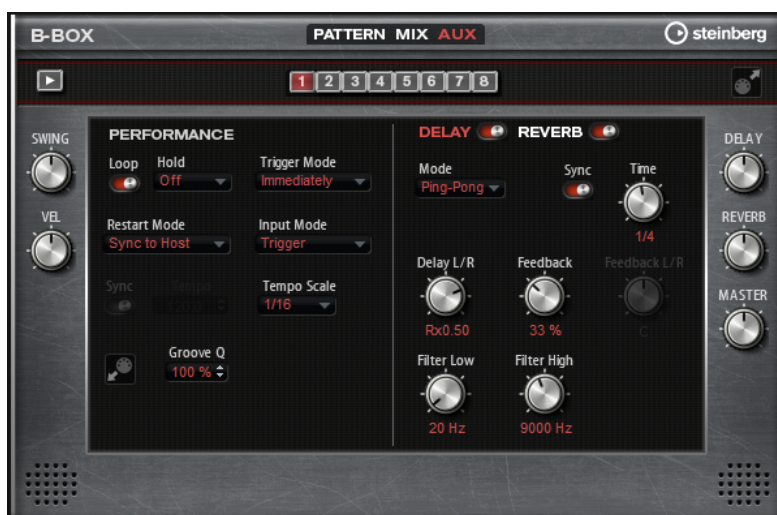 B-BOX
PATTERN MIX AUX
steinberg
1 2 3 4 5 6 7 8
SWING
VEL
PERFORMANCE
Loop Hold Trigger Mode
Off Immediately
Restart Mode Input Mode
Sync to Host Trigger
Sync Tempo Tempo Scale
1/16
Groove Q
100 %
DELAY REVERB
Mode Sync Time
Ping-Pong
1/4
Delay L/R Feedback Feedback L/R
Rx0.50 33 % C
Filter Low Filter High
20 Hz 9000 Hz
DELAY
REVERB
MASTER